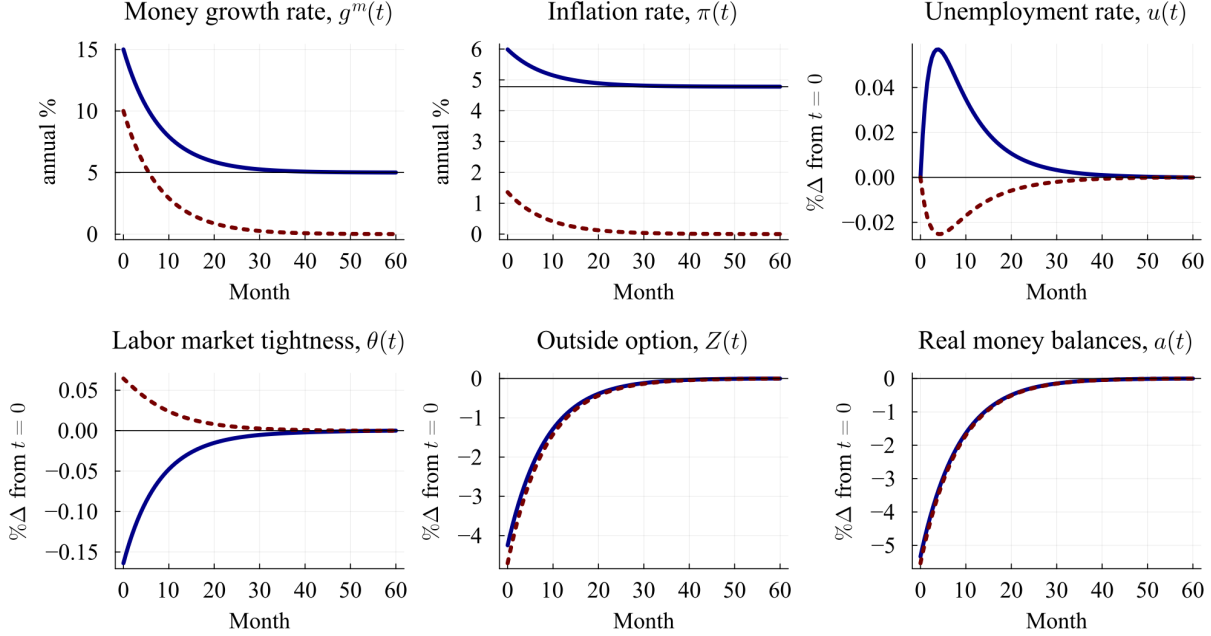 Money growth rate, g^m(t)
annual %
15
10
5
0
0 10 20 30 40 50 60
Month
Inflation rate, π(t)
annual %
6
5
4
3
2
1
0
0 10 20 30 40 50 60
Month
Unemployment rate, u(t)
%Δ from t = 0
0.04
0.02
0.00
−0.02
0 10 20 30 40 50 60
Month
Labor market tightness, θ(t)
%Δ from t = 0
0.05
0.00
−0.05
−0.10
−0.15
0 10 20 30 40 50 60
Month
Outside option, Z(t)
%Δ from t = 0
0
−1
−2
−3
−4
0 10 20 30 40 50 60
Month
Real money balances, a(t)
%Δ from t = 0
0
−1
−2
−3
−4
−5
0 10 20 30 40 50 60
Month